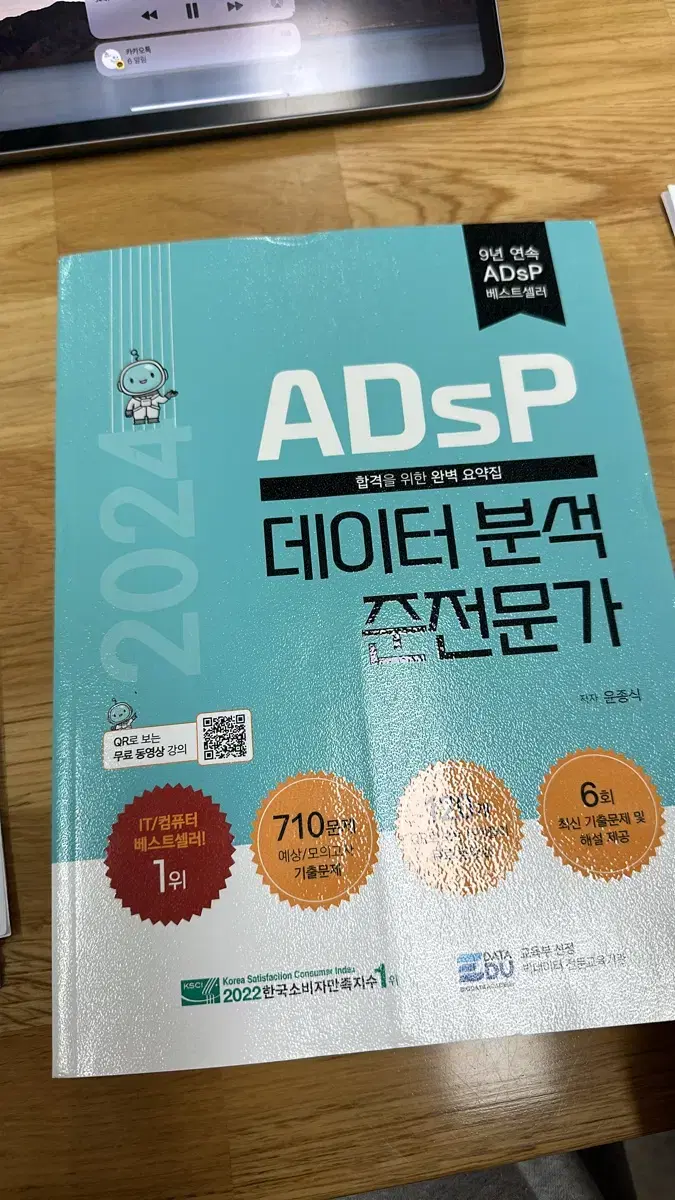 카카오톡
9년 연속
ADsP
베스트셀러
ADsP
합격을 위한 완벽 요약집
데이터 분석
준전문가
2024
저자 윤종식
QR로 보는
무료 동영상 강의
IT/컴퓨터
베스트셀러!
1위
710문제
예상/모의고사
기출문제
6회
최신 기출문제 및
해설 제공
KSCI
Korea Satisfaction Consumer Index
2022 한국소비자만족지수 1위
DATA
EDU
BIGDATA ACADEMY
교육부 선정
빅데이터 전문교육기관